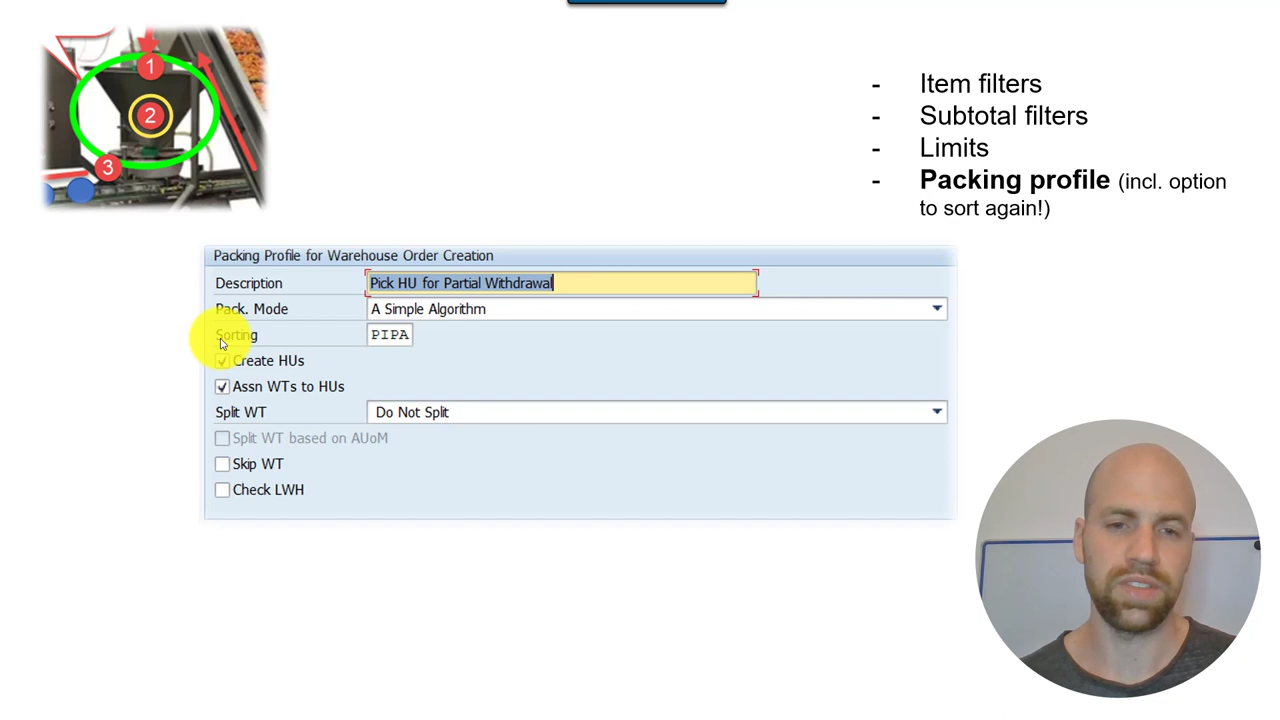 1
2
3
- Item filters
- Subtotal filters
- Limits
- Packing profile (incl. option
to sort again!)
Packing Profile for Warehouse Order Creation
Description Pick HU for Partial Withdrawal
Pack. Mode A Simple Algorithm
Sorting PIPA
Create HUs
Assn WTs to HUs
Split WT Do Not Split
Split WT based on AUoM
Skip WT
Check LWH